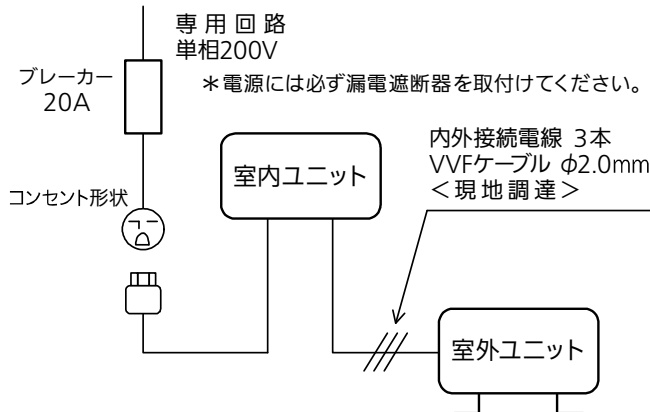 専用回路
単相200V
＊電源には必ず漏電遮断器を取付けてください。
ブレーカー
20A
内外接続電線 3本
VVFケーブル φ2.0mm
＜現地調達＞
室内ユニット
コンセント形状
室外ユニット